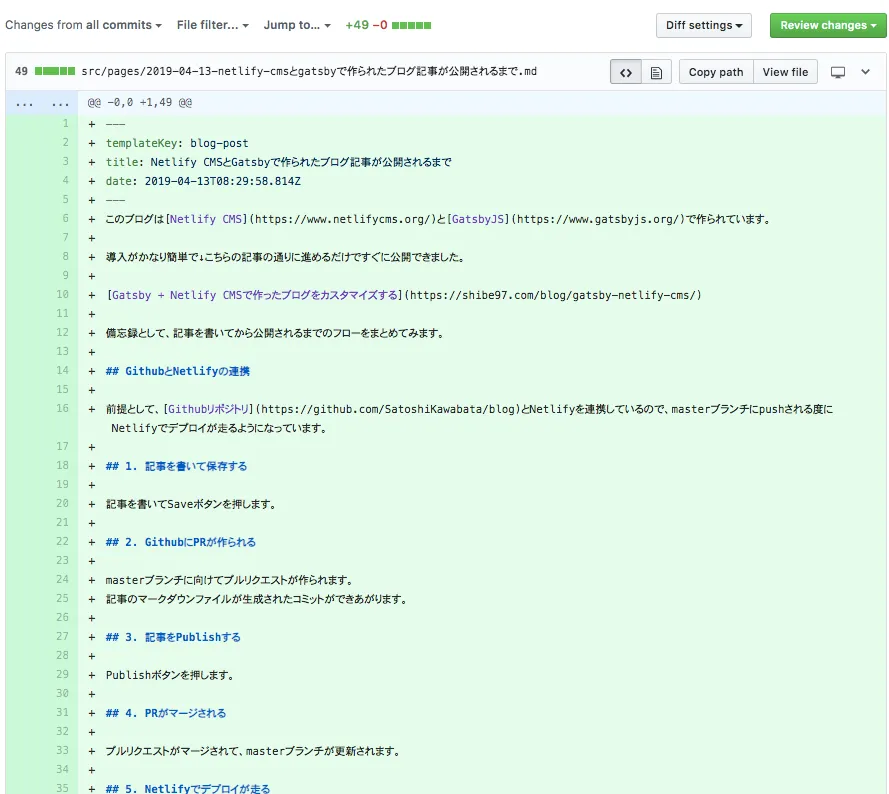 Changes from all commits File filter... Jump to... +49 −0 Diff settings Review changes
49 src/pages/2019-04-13-netlify-cmsとgatsbyで作られたブログ記事が公開されるまで.md <> Copy path View file
... ... @@ -0,0 +1,49 @@
1 + ---
2 + templateKey: blog-post
3 + title: Netlify CMSとGatsbyで作られたブログ記事が公開されるまで
4 + date: 2019-04-13T08:29:58.814Z
5 + ---
6 + このブログは[Netlify CMS](https://www.netlifycms.org/)と[GatsbyJS](https://www.gatsbyjs.org/)で作られています。
7 +
8 + 導入がかなり簡単で↓こちらの記事の通りに進めるだけですぐに公開できました。
9 +
10 + [Gatsby + Netlify CMSで作ったブログをカスタマイズする](https://shibe97.com/blog/gatsby-netlify-cms/)
11 +
12 + 備忘録として、記事を書いてから公開されるまでのフローをまとめてみます。
13 +
14 + ## GithubとNetlifyの連携
15 +
16 + 前提として、[Githubリポジトリ](https://github.com/SatoshiKawabata/blog)とNetlifyを連携しているので、masterブランチにpushされる度に
Netlifyでデプロイが走るようになっています。
17 +
18 + ## 1. 記事を書いて保存する
19 +
20 + 記事を書いてSaveボタンを押します。
21 +
22 + ## 2. GithubにPRが作られる
23 +
24 + masterブランチに向けてプルリクエストが作られます。
25 + 記事のマークダウンファイルが生成されたコミットができあがります。
26 +
27 + ## 3. 記事をPublishする
28 +
29 + Publishボタンを押します。
30 +
31 + ## 4. PRがマージされる
32 +
33 + プルリクエストがマージされて、masterブランチが更新されます。
34 +
35 + ## 5. Netlifyでデプロイが走る